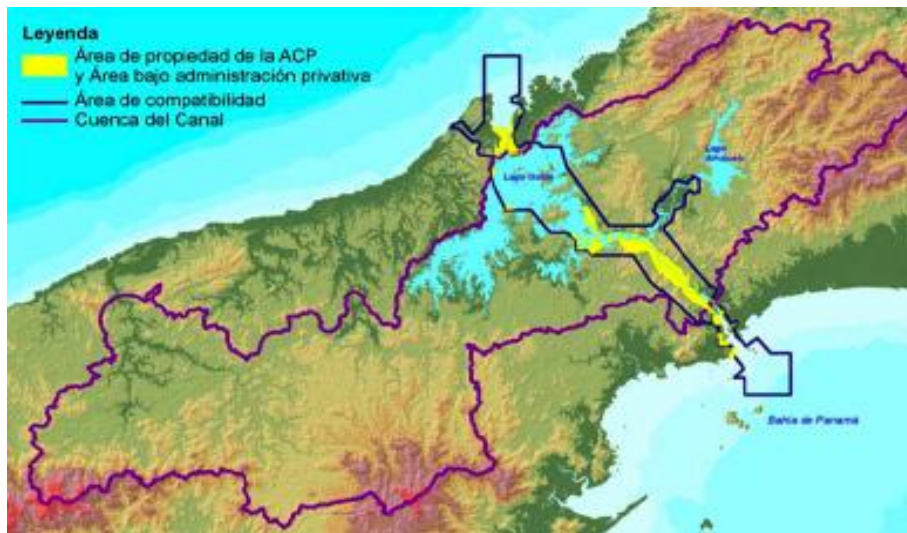 Leyenda
Área de propiedad de la ACP
y Área bajo administración privativa
Área de compatibilidad
Cuenca del Canal
Lago
Alhajuela
Lago Gatún
Bahía de Panamá